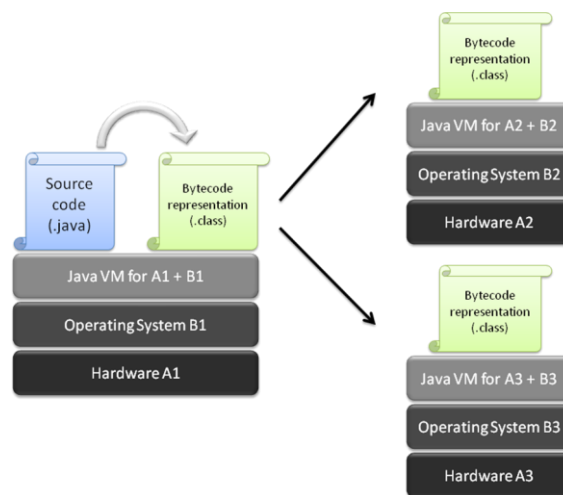 Source
code
(.java)
Bytecode
representation
(.class)
Java VM for A1 + B1
Operating System B1
Hardware A1
Bytecode
representation
(.class)
Java VM for A2 + B2
Operating System B2
Hardware A2
Bytecode
representation
(.class)
Java VM for A3 + B3
Operating System B3
Hardware A3